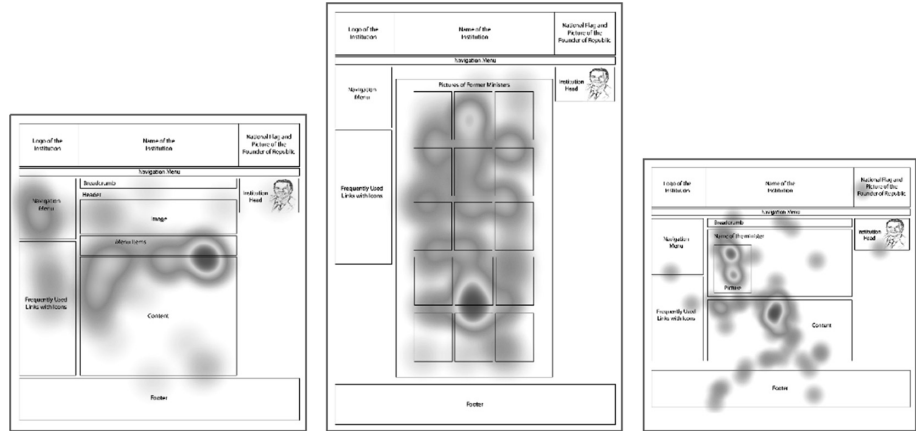 Logo of the
Institution
Name of the
Institution
National Flag and
Picture of the
Founder of Republic
Navigation Menu
Navigation
Menu
Breadcrumb
Header
Image
Menu Items
Institution
Head
Frequently Used
Links with Icons
Content
Footer
Logo of the
Institution
Name of the
Institution
National Flag and
Picture of the
Founder of Republic
Navigation Menu
Navigation
Menu
Pictures of Former Ministers
Institution
Head
Frequently Used
Links with Icons
Footer
Logo of the
Institution
Name of the
Institution
National Flag and
Picture of the
Founder of Republic
Navigation Menu
Navigation
Menu
Breadcrumb
Name of the minister
Picture
Institution
Head
Frequently Used
Links with Icons
Content
Footer